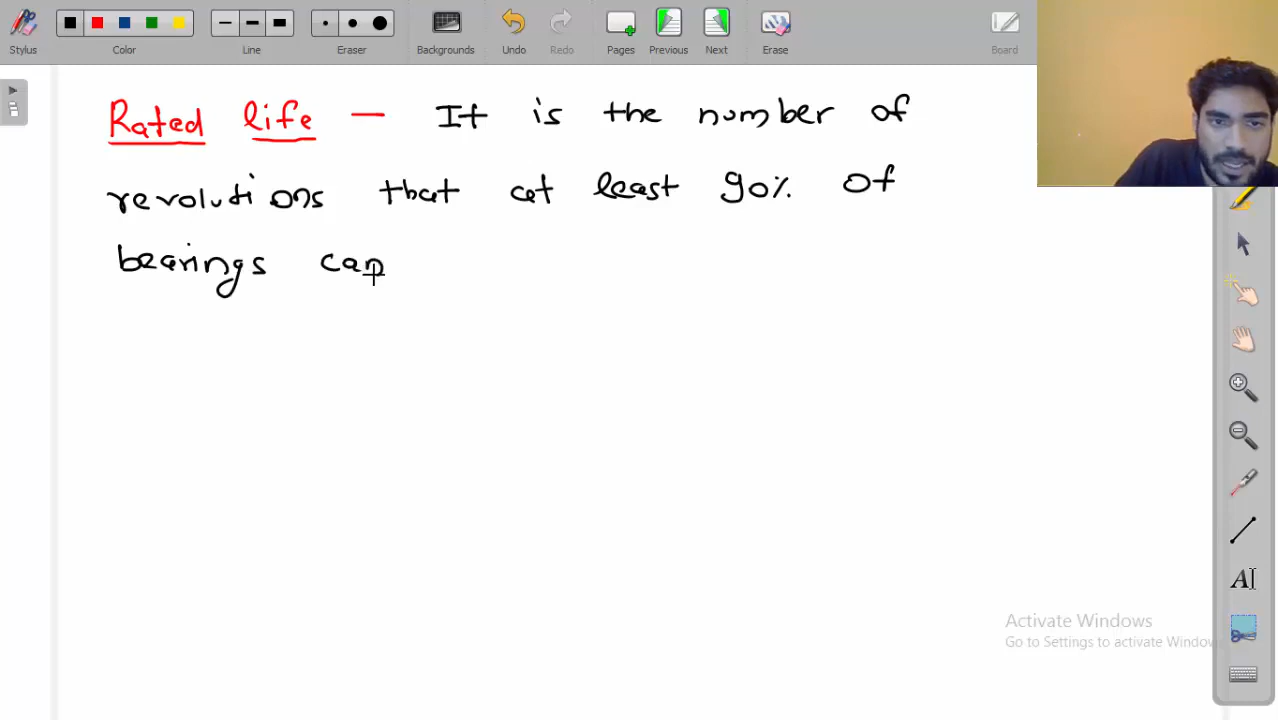 Stylus Color Line Eraser Backgrounds Undo Redo Pages Previous Next Erase Board
Rated life — It is the number of
revolutions that at least 90% of
bearings can
A
Activate Windows
Go to Settings to activate Window